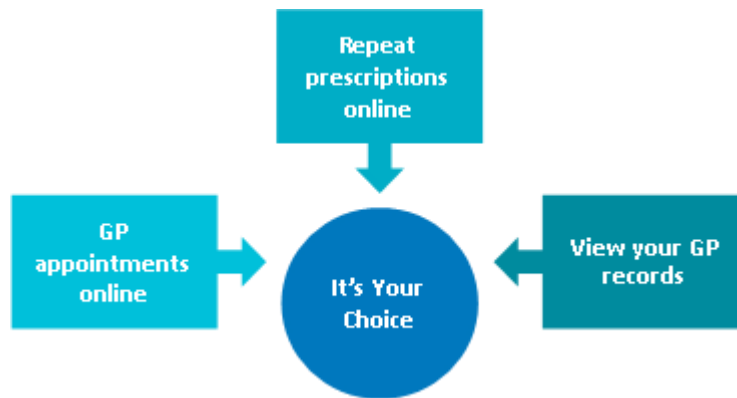 Repeat
prescriptions
online
GP
appointments
online
It's Your
Choice
View your GP
records